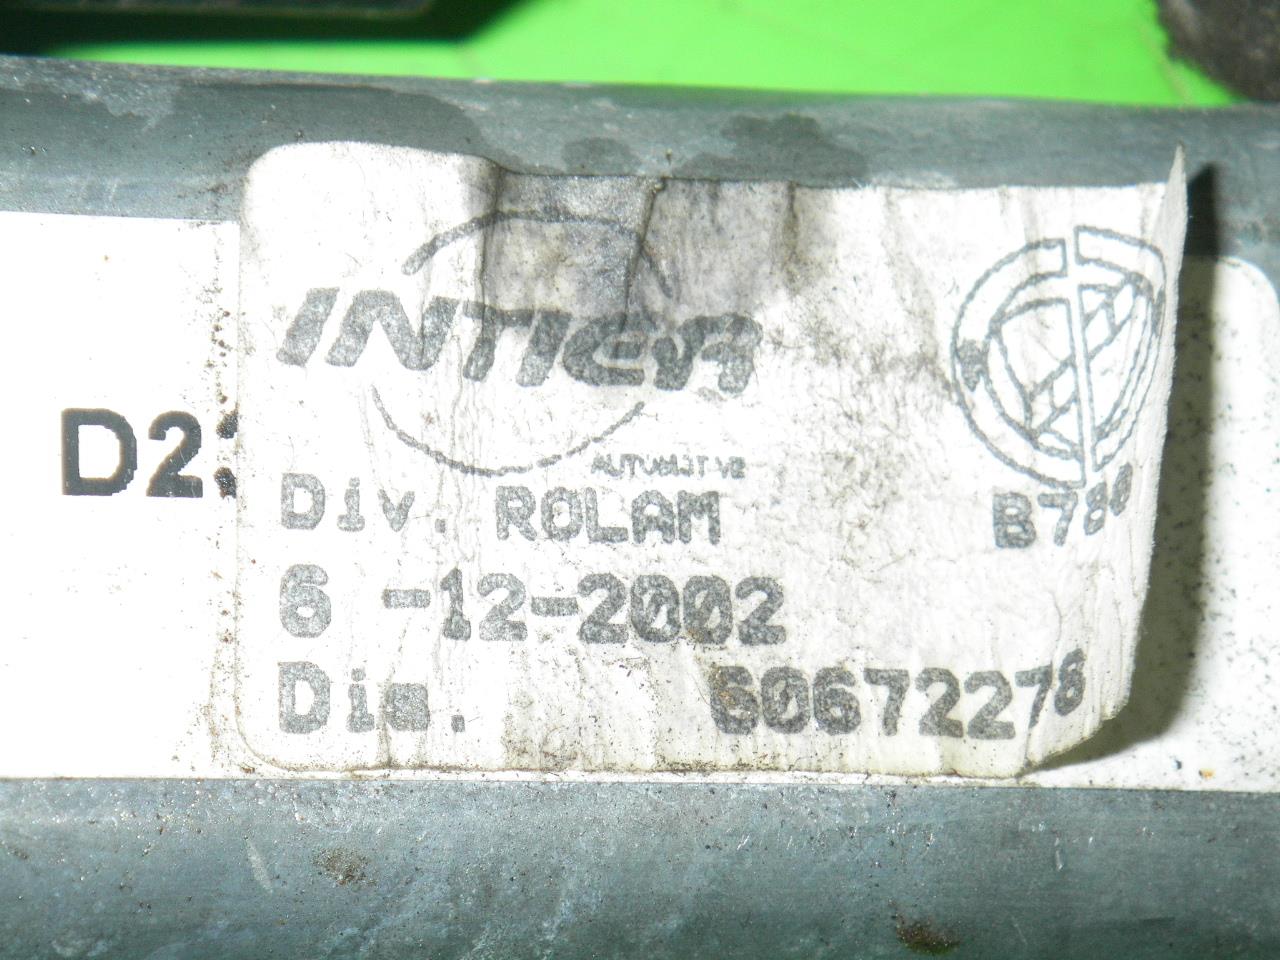 INTIER
AUTOMOTIVE
D2
Div. ROLAM
B780
6 -12-2002
Dis. 60672278